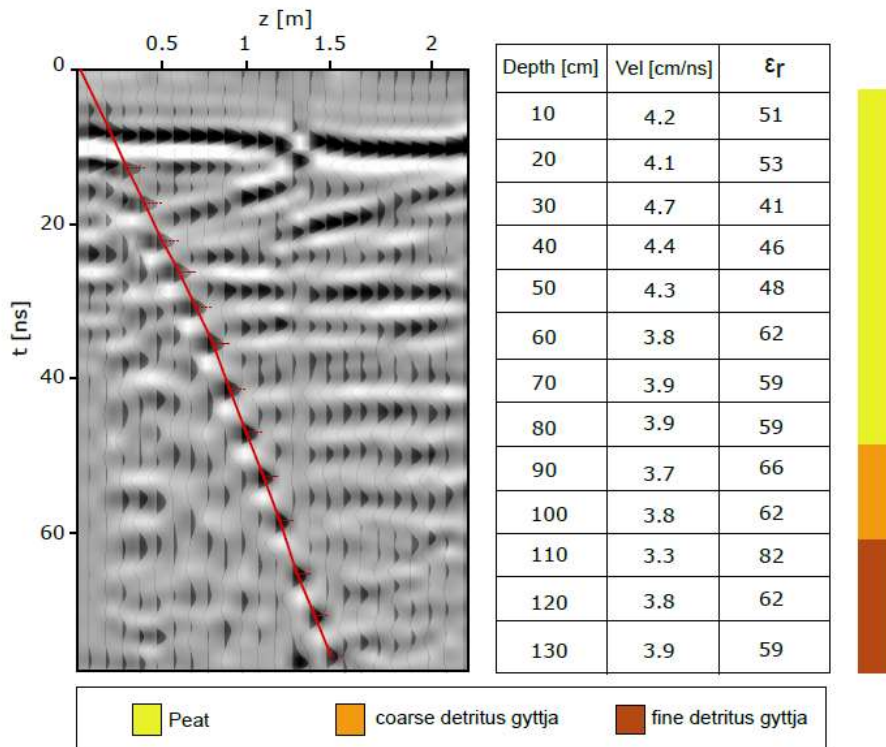 z [m]
0.5 1 1.5 2
0
20
40
60
t [ns]
Depth [cm] Vel [cm/ns] εr
10 4.2 51
20 4.1 53
30 4.7 41
40 4.4 46
50 4.3 48
60 3.8 62
70 3.9 59
80 3.9 59
90 3.7 66
100 3.8 62
110 3.3 82
120 3.8 62
130 3.9 59
Peat coarse detritus gyttja fine detritus gyttja